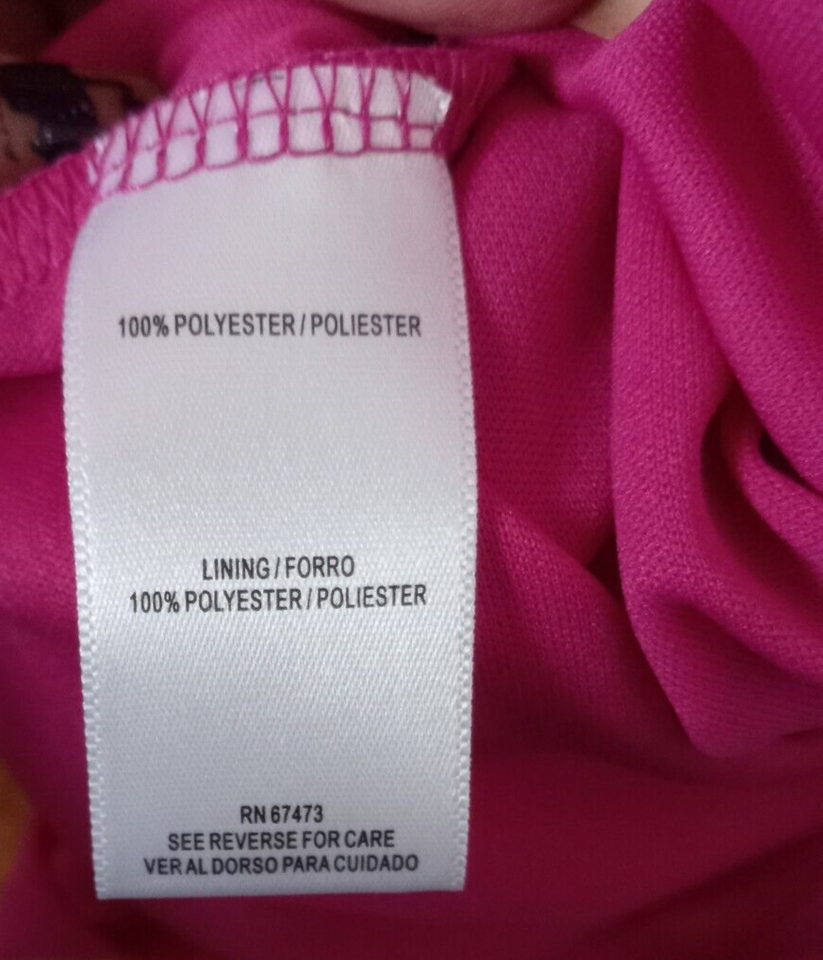 100% POLYESTER / POLIESTER
LINING / FORRO
100% POLYESTER / POLIESTER
RN 67473
SEE REVERSE FOR CARE
VER AL DORSO PARA CUIDADO